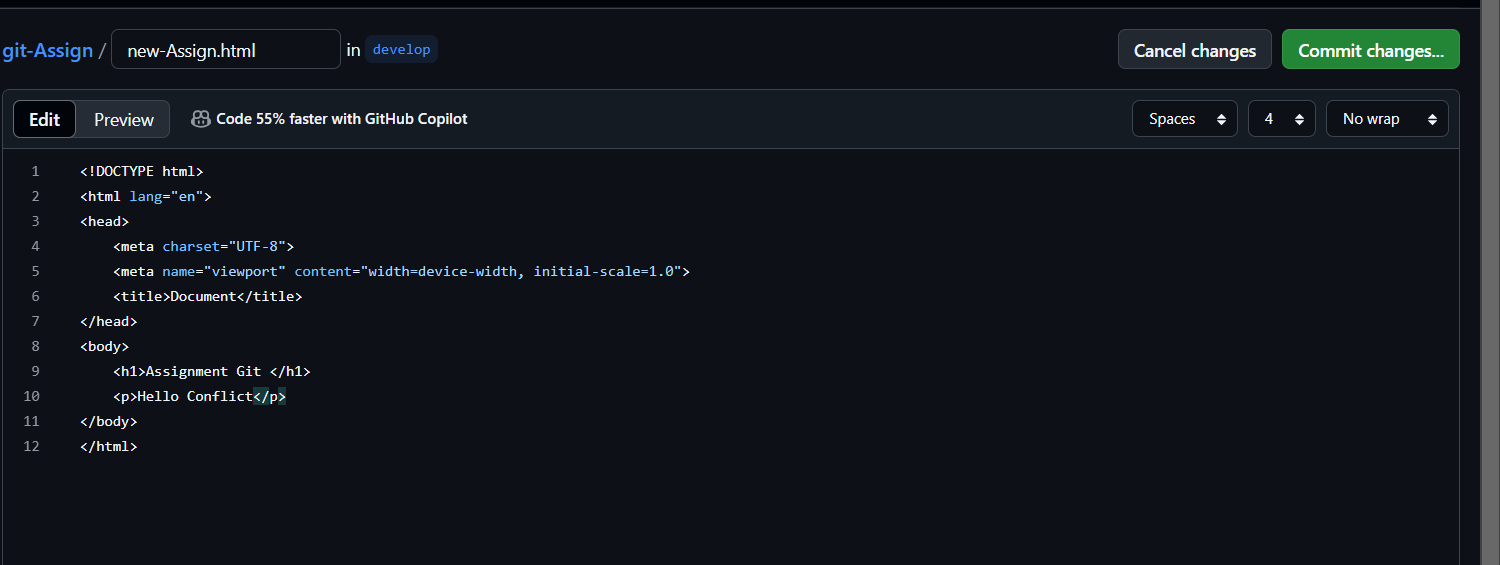 git-Assign / new-Assign.html in develop Cancel changes Commit changes...
Edit Preview Code 55% faster with GitHub Copilot Spaces 4 No wrap
1 <!DOCTYPE html>
2 <html lang="en">
3 <head>
4     <meta charset="UTF-8">
5     <meta name="viewport" content="width=device-width, initial-scale=1.0">
6     <title>Document</title>
7 </head>
8 <body>
9     <h1>Assignment Git </h1>
10     <p>Hello Conflict</p>
11 </body>
12 </html>